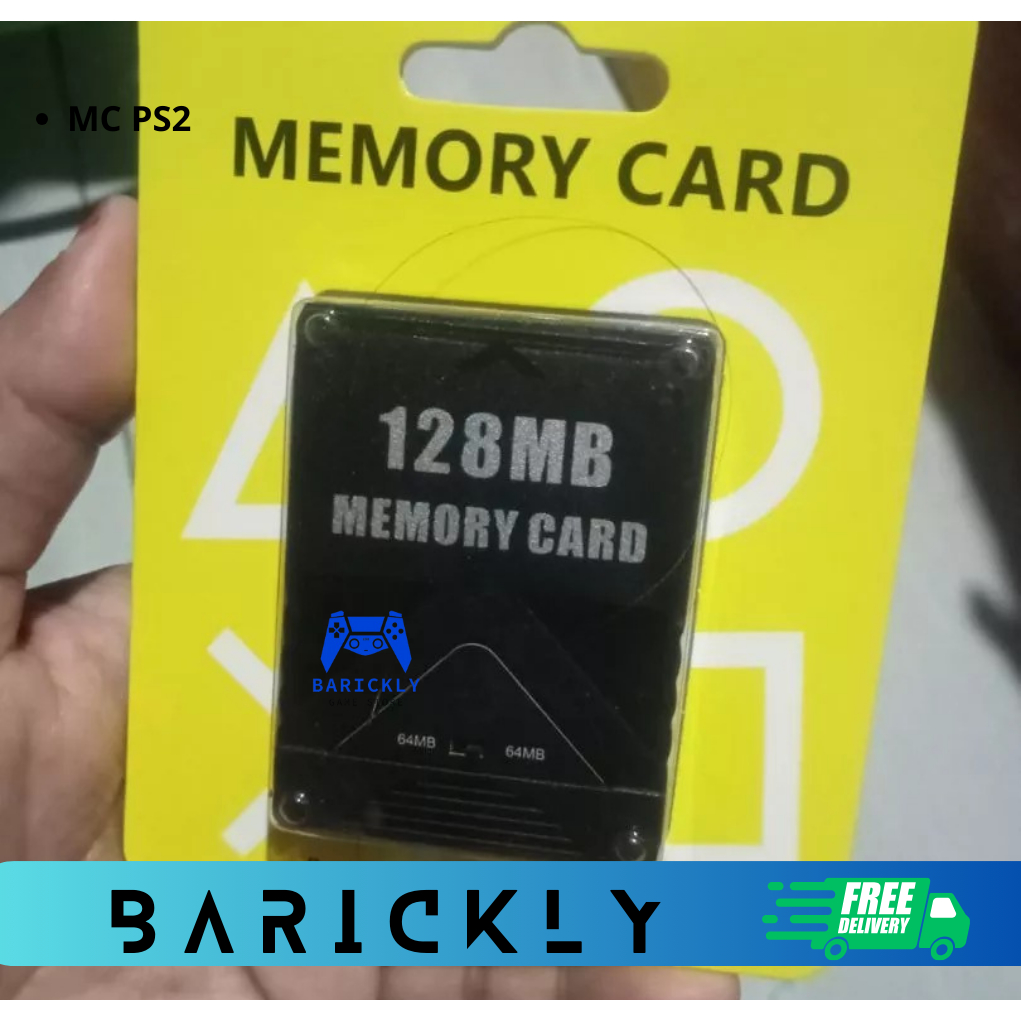 • MC PS2
MEMORY CARD
128MB
MEMORY CARD
BARICKLY
64MB 64MB
BARICKLY
FREE
DELIVERY